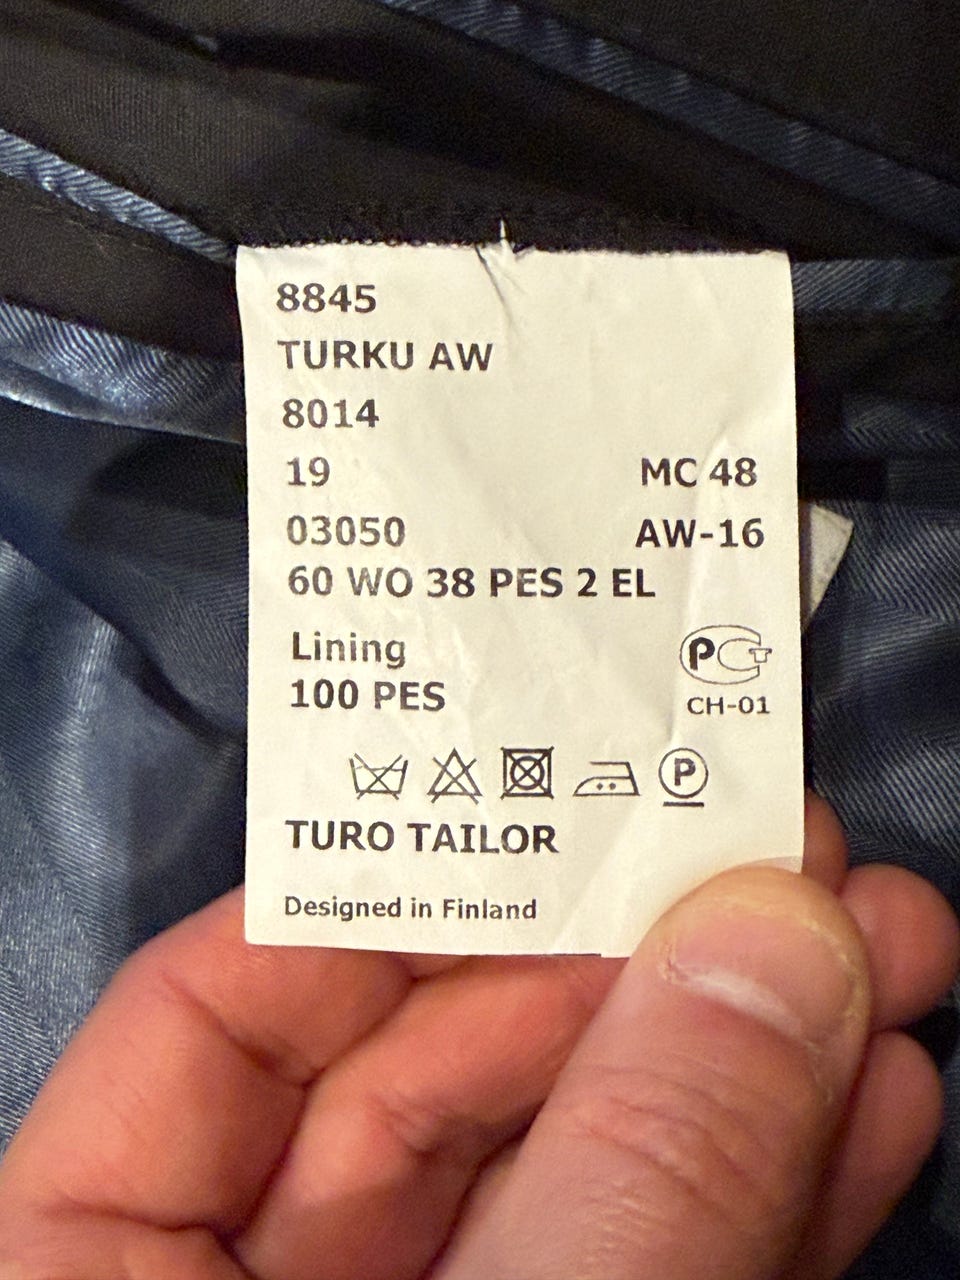 8845
TURKU AW
8014
19 MC 48
03050 AW-16
60 WO 38 PES 2 EL
Lining
100 PES
PCT
CH-01
P
TURO TAILOR
Designed in Finland